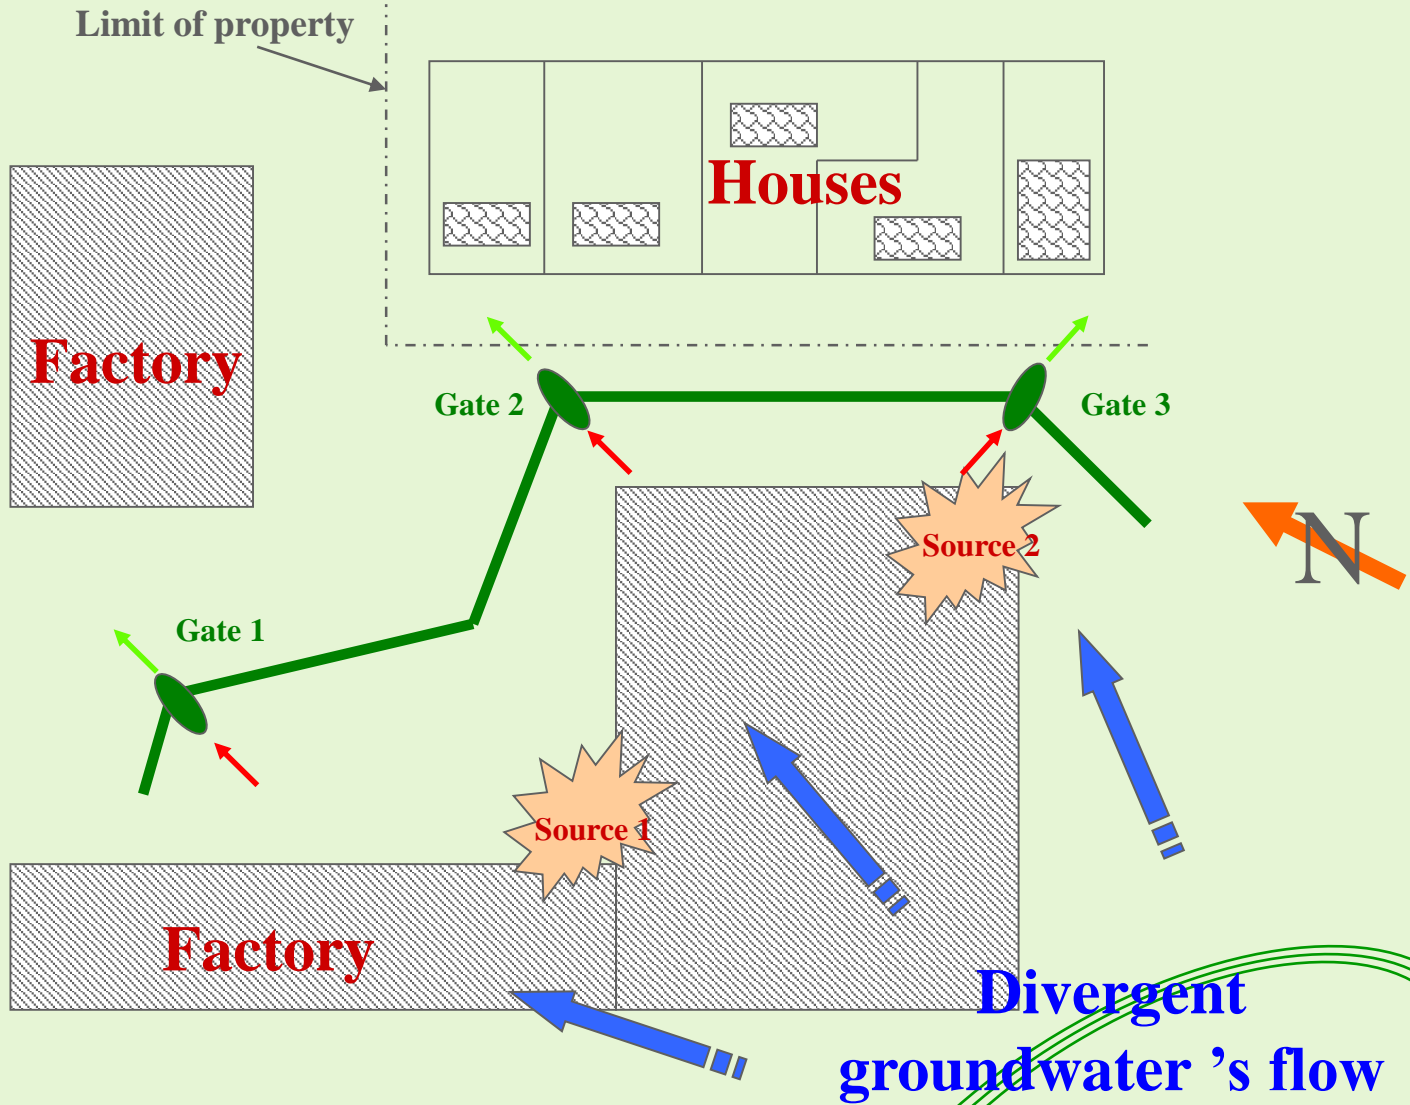 Limit of property
Houses
Factory
Gate 2
Gate 3
N
Source 2
Gate 1
Source 1
Factory
Divergent
groundwater ’s flow